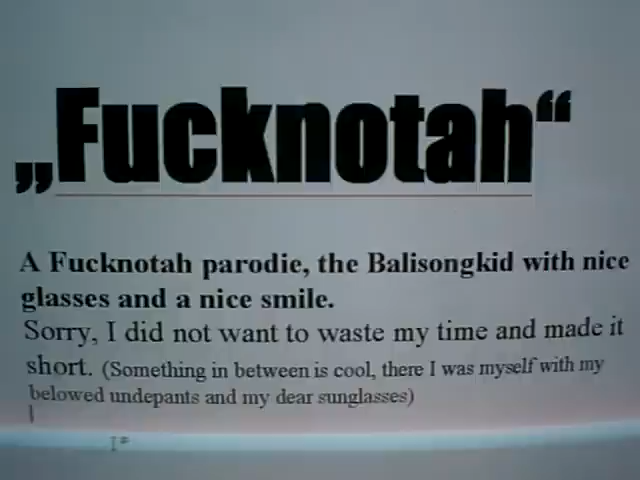 „Fucknotah“
A Fucknotah parodie, the Balisongkid with nice
glasses and a nice smile.
Sorry, I did not want to waste my time and made it
short. (Something in between is cool, there I was myself with my
belowed undepants and my dear sunglasses)